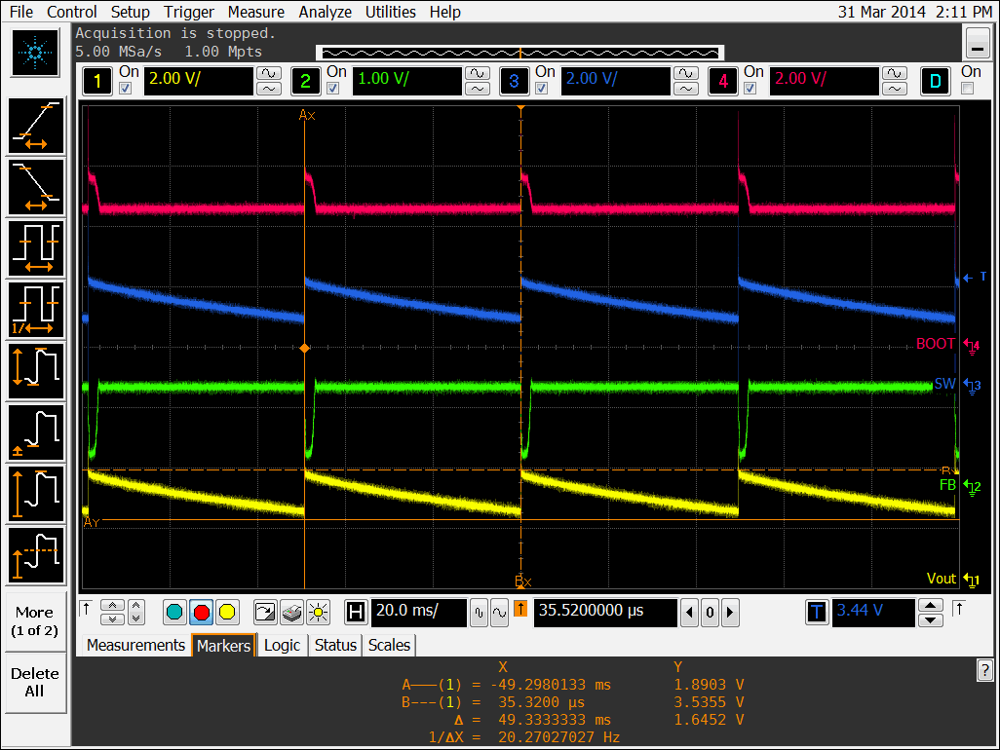 File Control Setup Trigger Measure Analyze Utilities Help 31 Mar 2014 2:11 PM
Acquisition is stopped.
5.00 MSa/s 1.00 Mpts
1 On 2.00 V/ 2 On 1.00 V/ 3 On 2.00 V/ 4 On 2.00 V/ D On
Ax
T
BOOT 4
SW 3
FB 2
Ay
Bx
Vout 1
1/
More
(1 of 2)
Delete
All
H 20.0 ms/ 35.5200000 µs 0 T 3.44 V
Measurements Markers Logic Status Scales
?
X Y
A———(1) = -49.2980133 ms 1.8903 V
B---(1) = 35.3200 µs 3.5355 V
Δ = 49.3333333 ms 1.6452 V
1/ΔX = 20.27027027 Hz